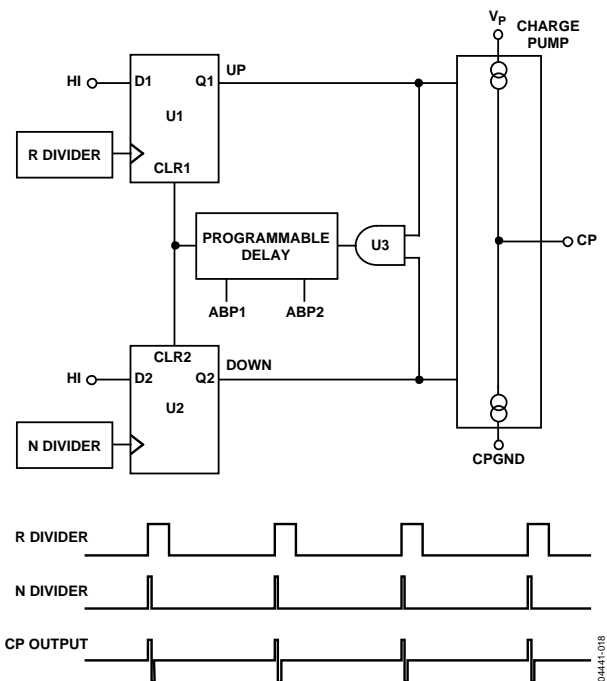 VP
CHARGE
PUMP
HI
D1
Q1
UP
U1
R DIVIDER
CLR1
PROGRAMMABLE
DELAY
U3
CP
ABP1
ABP2
CLR2
DOWN
HI
D2
Q2
U2
N DIVIDER
CPGND
R DIVIDER
N DIVIDER
CP OUTPUT
04441-018